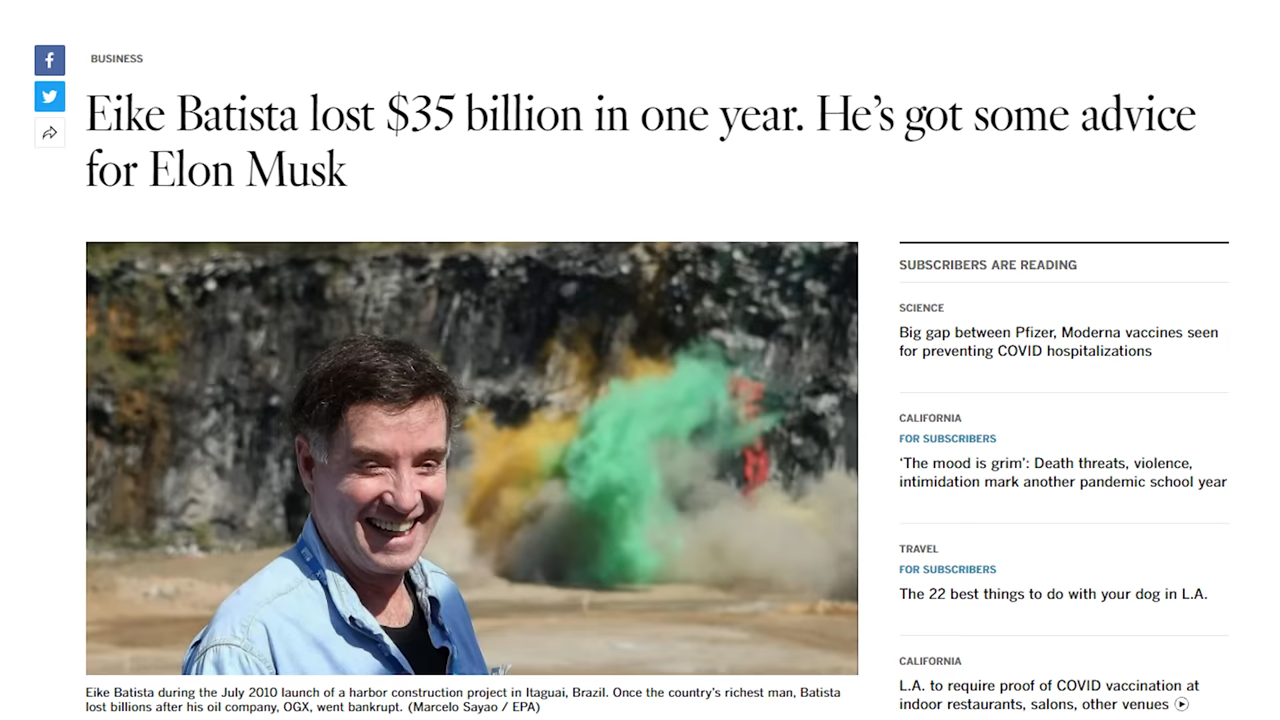 BUSINESS
Eike Batista lost $35 billion in one year. He’s got some advice
for Elon Musk
Eike Batista during the July 2010 launch of a harbor construction project in Itaguai, Brazil. Once the country’s richest man, Batista
lost billions after his oil company, OGX, went bankrupt. (Marcelo Sayao / EPA)
SUBSCRIBERS ARE READING
SCIENCE
Big gap between Pfizer, Moderna vaccines seen
for preventing COVID hospitalizations
CALIFORNIA
FOR SUBSCRIBERS
‘The mood is grim’: Death threats, violence,
intimidation mark another pandemic school year
TRAVEL
FOR SUBSCRIBERS
The 22 best things to do with your dog in L.A.
CALIFORNIA
L.A. to require proof of COVID vaccination at
indoor restaurants, salons, other venues